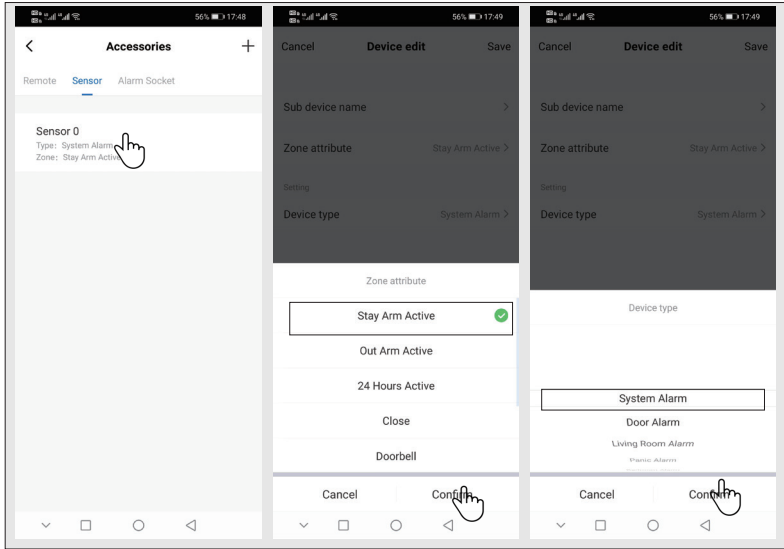 56% 17:48
Accessories
Remote Sensor Alarm Socket
Sensor 0
Type: System Alarm
Zone: Stay Arm Active
56% 17:49
Cancel Device edit Save
Sub device name
Zone attribute Stay Arm Active
Setting
Device type System Alarm
Zone attribute
Stay Arm Active
Out Arm Active
24 Hours Active
Close
Doorbell
Cancel Confirm
56% 17:49
Cancel Device edit Save
Sub device name
Zone attribute Stay Arm Active
Setting
Device type System Alarm
Device type
System Alarm
Door Alarm
Living Room Alarm
Panic Alarm
Cancel Confirm